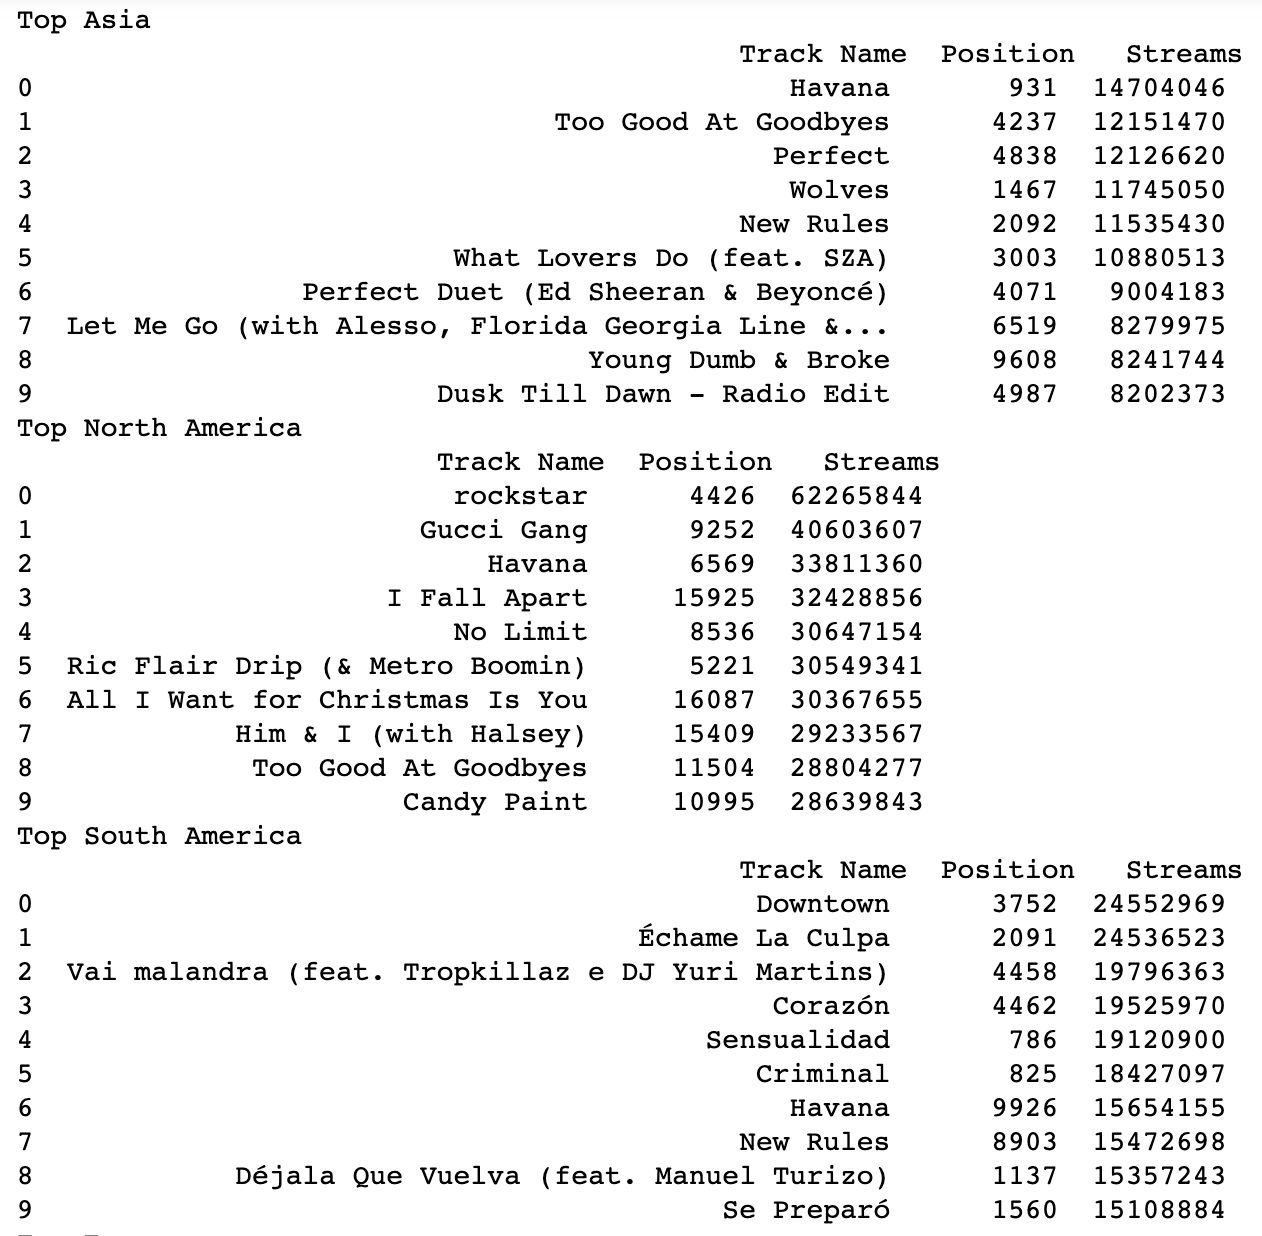 Top Asia
Track Name Position Streams
0 Havana 931 14704046
1 Too Good At Goodbyes 4237 12151470
2 Perfect 4838 12126620
3 Wolves 1467 11745050
4 New Rules 2092 11535430
5 What Lovers Do (feat. SZA) 3003 10880513
6 Perfect Duet (Ed Sheeran & Beyoncé) 4071 9004183
7 Let Me Go (with Alesso, Florida Georgia Line &... 6519 8279975
8 Young Dumb & Broke 9608 8241744
9 Dusk Till Dawn - Radio Edit 4987 8202373
Top North America
Track Name Position Streams
0 rockstar 4426 62265844
1 Gucci Gang 9252 40603607
2 Havana 6569 33811360
3 I Fall Apart 15925 32428856
4 No Limit 8536 30647154
5 Ric Flair Drip (& Metro Boomin) 5221 30549341
6 All I Want for Christmas Is You 16087 30367655
7 Him & I (with Halsey) 15409 29233567
8 Too Good At Goodbyes 11504 28804277
9 Candy Paint 10995 28639843
Top South America
Track Name Position Streams
0 Downtown 3752 24552969
1 Échame La Culpa 2091 24536523
2 Vai malandra (feat. Tropkillaz e DJ Yuri Martins) 4458 19796363
3 Corazón 4462 19525970
4 Sensualidad 786 19120900
5 Criminal 825 18427097
6 Havana 9926 15654155
7 New Rules 8903 15472698
8 Déjala Que Vuelva (feat. Manuel Turizo) 1137 15357243
9 Se Preparó 1560 15108884